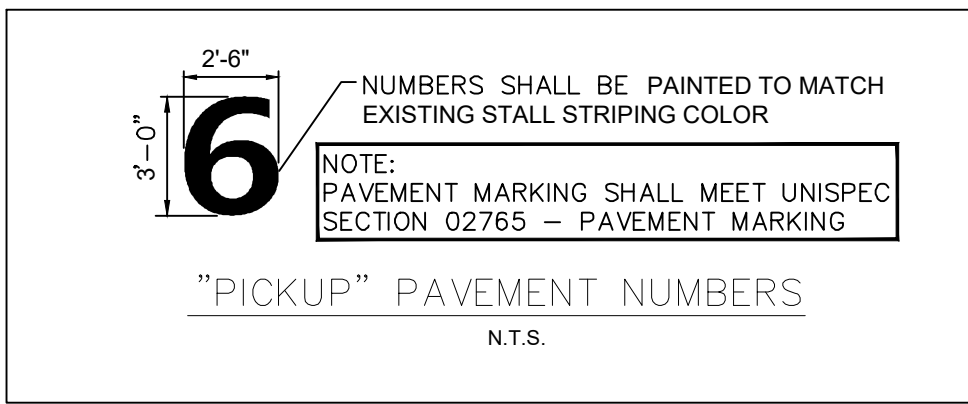 2'-6"
3'-0"
6
NUMBERS SHALL BE PAINTED TO MATCH
EXISTING STALL STRIPING COLOR
NOTE:
PAVEMENT MARKING SHALL MEET UNISPEC
SECTION 02765 - PAVEMENT MARKING
"PICKUP" PAVEMENT NUMBERS
N.T.S.